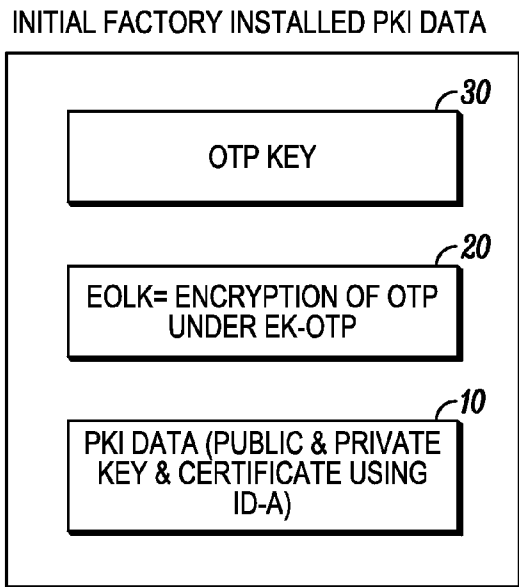 INITIAL FACTORY INSTALLED PKI DATA
30
OTP KEY
20
EOLK= ENCRYPTION OF OTP
UNDER EK-OTP
10
PKI DATA (PUBLIC & PRIVATE
KEY & CERTIFICATE USING
ID-A)